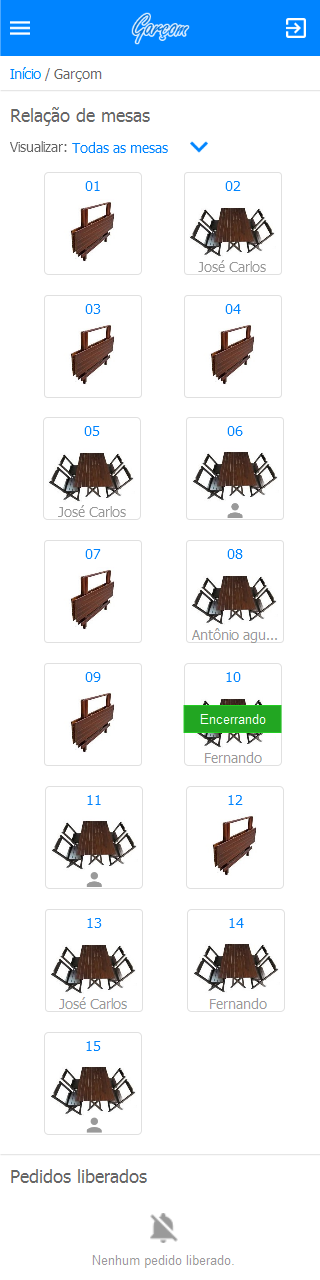 Garçom
Início / Garçom
Relação de mesas
Visualizar: Todas as mesas
01
02
José Carlos
03
04
05
José Carlos
06
07
08
Antônio agu...
09
10
Encerrando
Fernando
11
12
13
José Carlos
14
Fernando
15
Pedidos liberados
Nenhum pedido liberado.